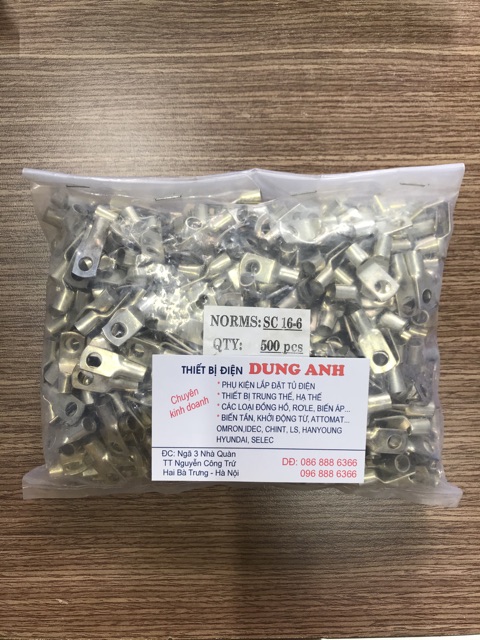 NORMS: SC 16-6
QTY: 500 pcs
THIẾT BỊ ĐIỆN DUNG ANH
Chuyên
kinh doanh
* PHỤ KIỆN LẮP ĐẶT TỦ ĐIỆN
* THIẾT BỊ TRUNG THẾ, HẠ THẾ
* CÁC LOẠI ĐỒNG HỒ, RƠLE, BIẾN ÁP...
* BIẾN TẦN, KHỞI ĐỘNG TỪ, ATTOMAT...
OMRON,IDEC, CHINT, LS, HANYOUNG
HYUNDAI, SELEC
ĐC: Ngã 3 Nhà Quân
TT Nguyễn Công Trứ
Hai Bà Trưng - Hà Nội
DĐ: 086 888 6366
096 888 6366